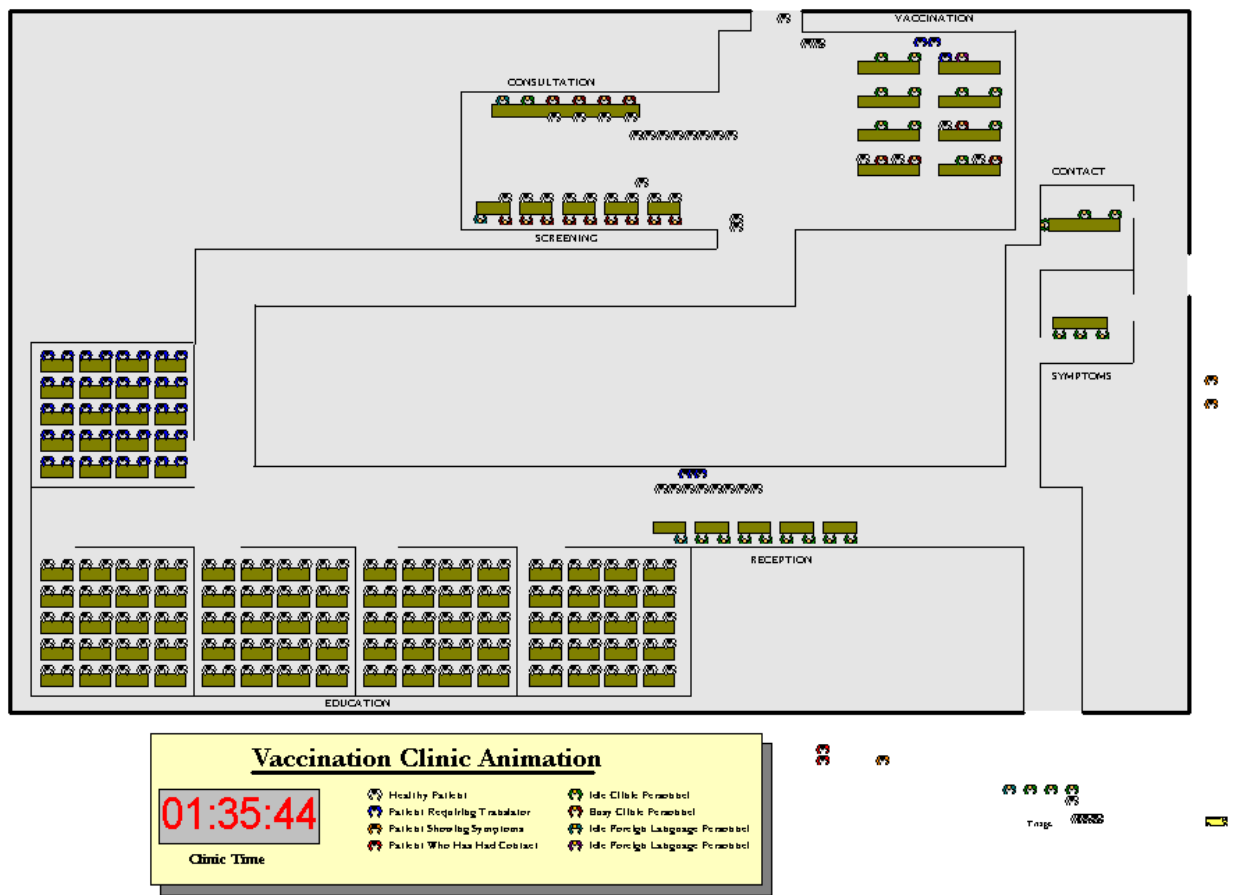 VACCINATION
CONSULTATION
CONTACT
SCREENING
SYMPTOMS
RECEPTION
EDUCATION
Vaccination Clinic Animation
01:35:44
Clinic Time
Healthy Patient
Patient Requiring Translator
Patient Showing Symptoms
Patient Who Has Had Contact
Idle Clinic Personnel
Busy Clinic Personnel
Idle Foreign Language Personnel
Idle Foreign Language Personnel
Triage